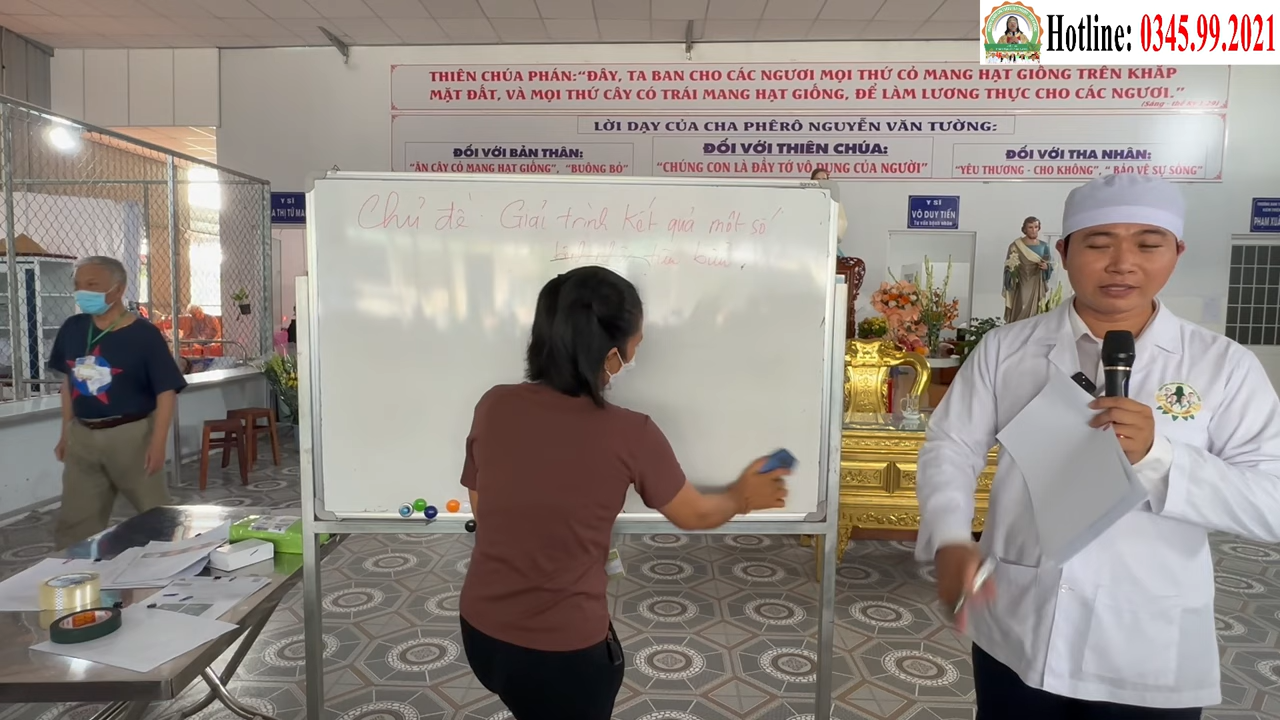 Hotline: 0345.99.2021
THIÊN CHÚA PHÁN:“ĐÂY, TA BAN CHO CÁC NGƯƠI MỌI THỨ CỎ MANG HẠT GIỐNG TRÊN KHẮP
MẶT ĐẤT, VÀ MỌI THỨ CÂY CÓ TRÁI MANG HẠT GIỐNG, ĐỂ LÀM LƯƠNG THỰC CHO CÁC NGƯƠI.”
LỜI DẠY CỦA CHA PHÊRÔ NGUYỄN VĂN TƯỜNG:
ĐỐI VỚI BẢN THÂN:
“ĂN CÂY CỎ MANG HẠT GIỐNG”, “BUÔNG BỎ”
ĐỐI VỚI THIÊN CHÚA:
“CHÚNG CON LÀ ĐẦY TỚ VÔ DỤNG CỦA NGƯỜI”
ĐỐI VỚI THA NHÂN:
“YÊU THƯƠNG - CHO KHÔNG”, “BẢO VỆ SỰ SỐNG”
Y SĨ
A THỊ TỪ MA
Y SĨ
VÕ DUY TIẾN
PHẠM XUÂ
Chủ đề: Giải trình kết quả một số